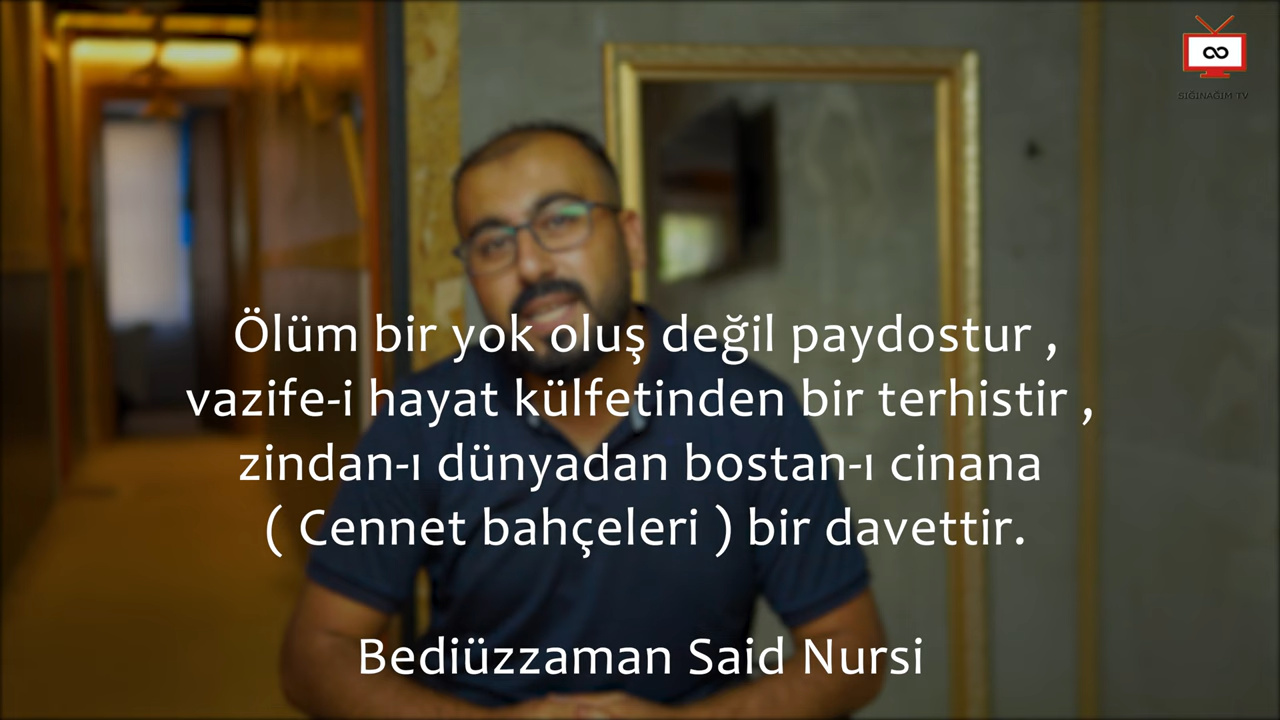 SIĞINAĞIM TV
Ölüm bir yok oluş değil paydostur ,
vazife-i hayat külfetinden bir terhistir ,
zindan-ı dünyadan bostan-ı cinana
( Cennet bahçeleri ) bir davettir.
Bediüzzaman Said Nursi